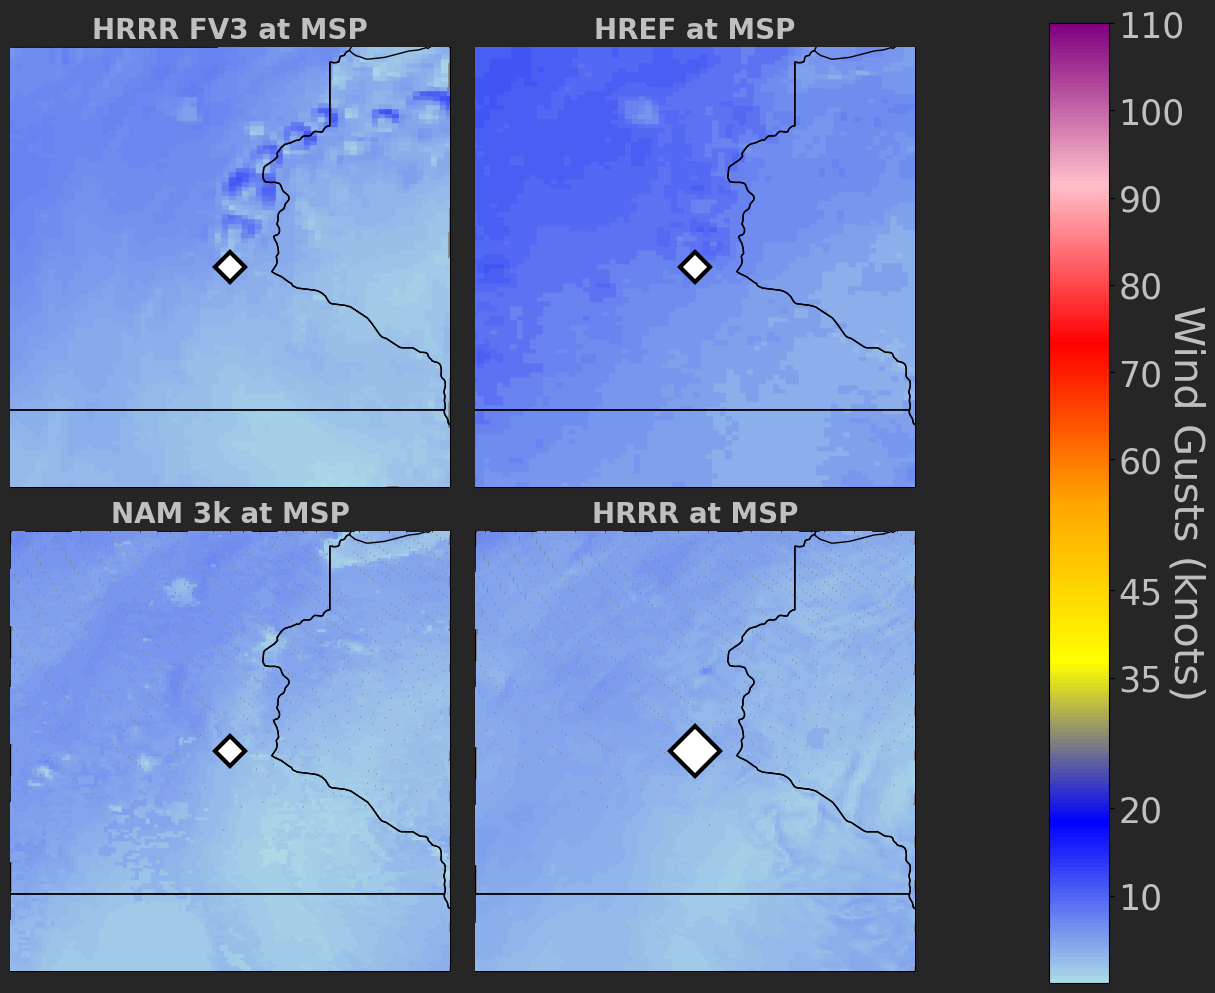 HRRR FV3 at MSP
HREF at MSP
NAM 3k at MSP
HRRR at MSP
110
100
90
80
70
60
45
35
20
10
Wind Gusts (knots)